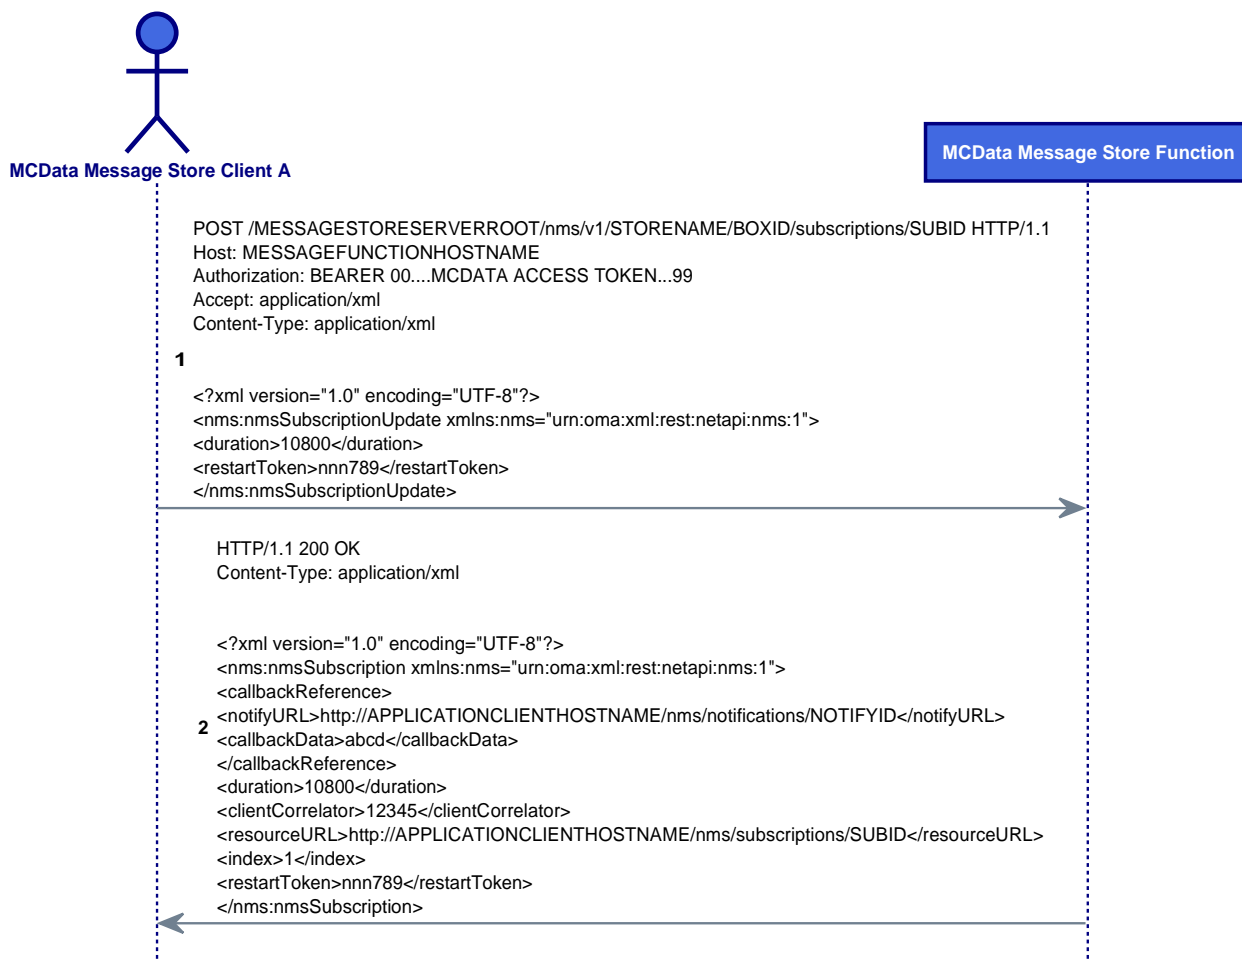 MCData Message Store Client A
MCData Message Store Function
POST /MESSAGESTORESERVERROOT/nms/v1/STORENAME/BOXID/subscriptions/SUBID HTTP/1.1
Host: MESSAGEFUNCTIONHOSTNAME
Authorization: BEARER 00....MCDATA ACCESS TOKEN...99
Accept: application/xml
Content-Type: application/xml
1
<?xml version="1.0" encoding="UTF-8"?>
<nms:nmsSubscriptionUpdate xmlns:nms="urn:oma:xml:rest:netapi:nms:1">
<duration>10800</duration>
<restartToken>nnn789</restartToken>
</nms:nmsSubscriptionUpdate>
HTTP/1.1 200 OK
Content-Type: application/xml
<?xml version="1.0" encoding="UTF-8"?>
<nms:nmsSubscription xmlns:nms="urn:oma:xml:rest:netapi:nms:1">
<callbackReference>
<notifyURL>http://APPLICATIONCLIENTHOSTNAME/nms/notifications/NOTIFYID</notifyURL>
2
<callbackData>abcd</callbackData>
</callbackReference>
<duration>10800</duration>
<clientCorrelator>12345</clientCorrelator>
<resourceURL>http://APPLICATIONCLIENTHOSTNAME/nms/subscriptions/SUBID</resourceURL>
<index>1</index>
<restartToken>nnn789</restartToken>
</nms:nmsSubscription>